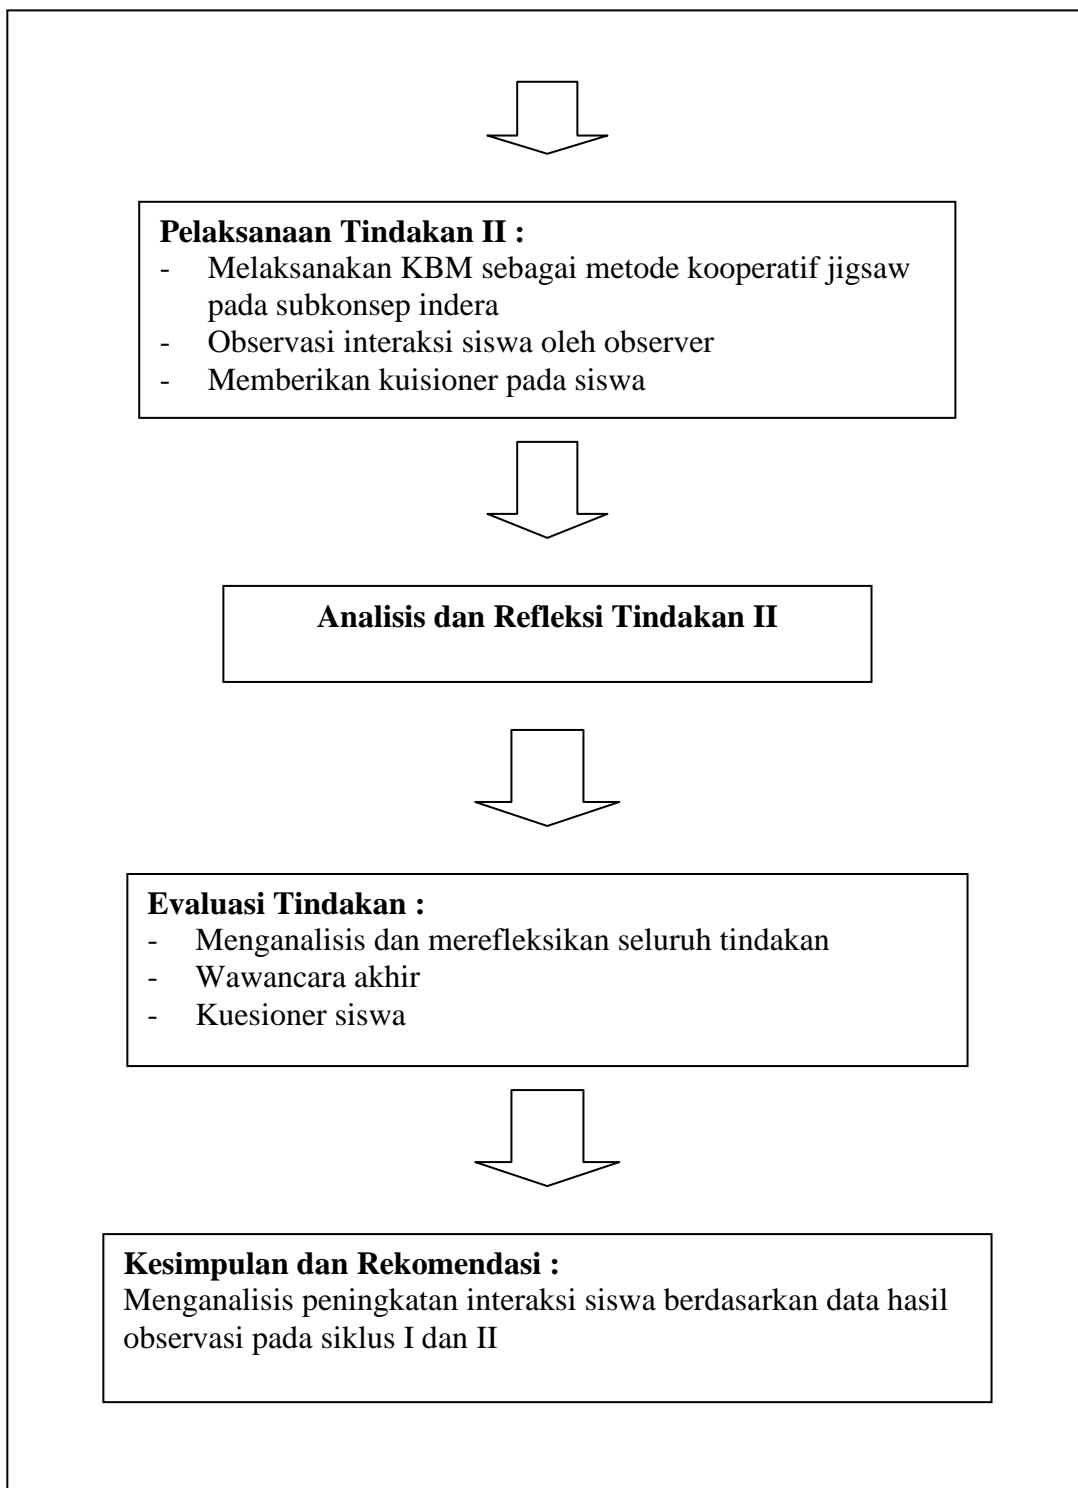 Pelaksanaan Tindakan II :
- Melaksanakan KBM sebagai metode kooperatif jigsaw
pada subkonsep indera
- Observasi interaksi siswa oleh observer
- Memberikan kuisioner pada siswa
Analisis dan Refleksi Tindakan II
Evaluasi Tindakan :
- Menganalisis dan merefleksikan seluruh tindakan
- Wawancara akhir
- Kuesioner siswa
Kesimpulan dan Rekomendasi :
Menganalisis peningkatan interaksi siswa berdasarkan data hasil
observasi pada siklus I dan II